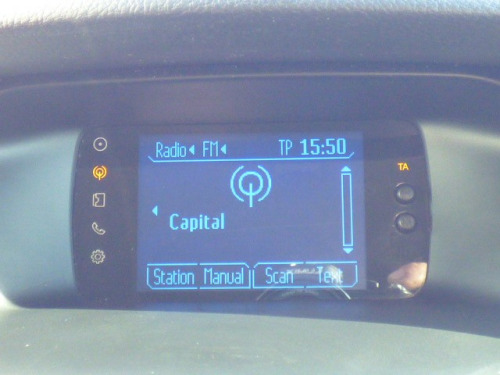 Radio FM TP 15:50
TA
Capital
Station Manual Scan Text